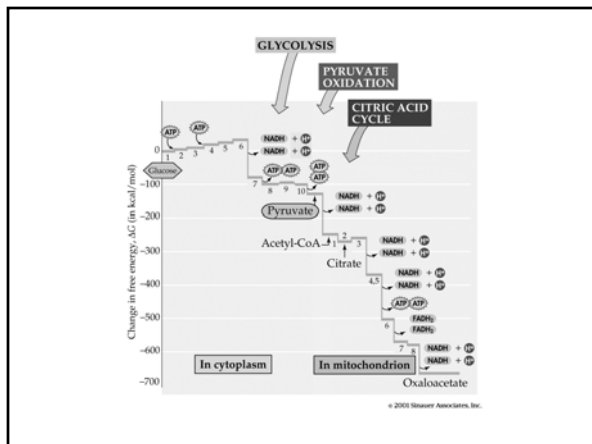 GLYCOLYSIS
PYRUVATE
OXIDATION
CITRIC ACID
CYCLE
Change in free energy, ΔG (in kcal/mol)
0
–100
–200
–300
–400
–500
–600
–700
ATP
ATP
1 2 3 4 5 6
Glucose
NADH + H⁺
NADH + H⁺
7 8 9 10
ATP ATP
ATP
ATP
Pyruvate
NADH + H⁺
NADH + H⁺
Acetyl-CoA
1 2 3
Citrate
NADH + H⁺
NADH + H⁺
4,5
NADH + H⁺
NADH + H⁺
ATP ATP
6
FADH₂
FADH₂
7 8
NADH + H⁺
NADH + H⁺
Oxaloacetate
In cytoplasm
In mitochondrion
© 2001 Sinauer Associates, Inc.